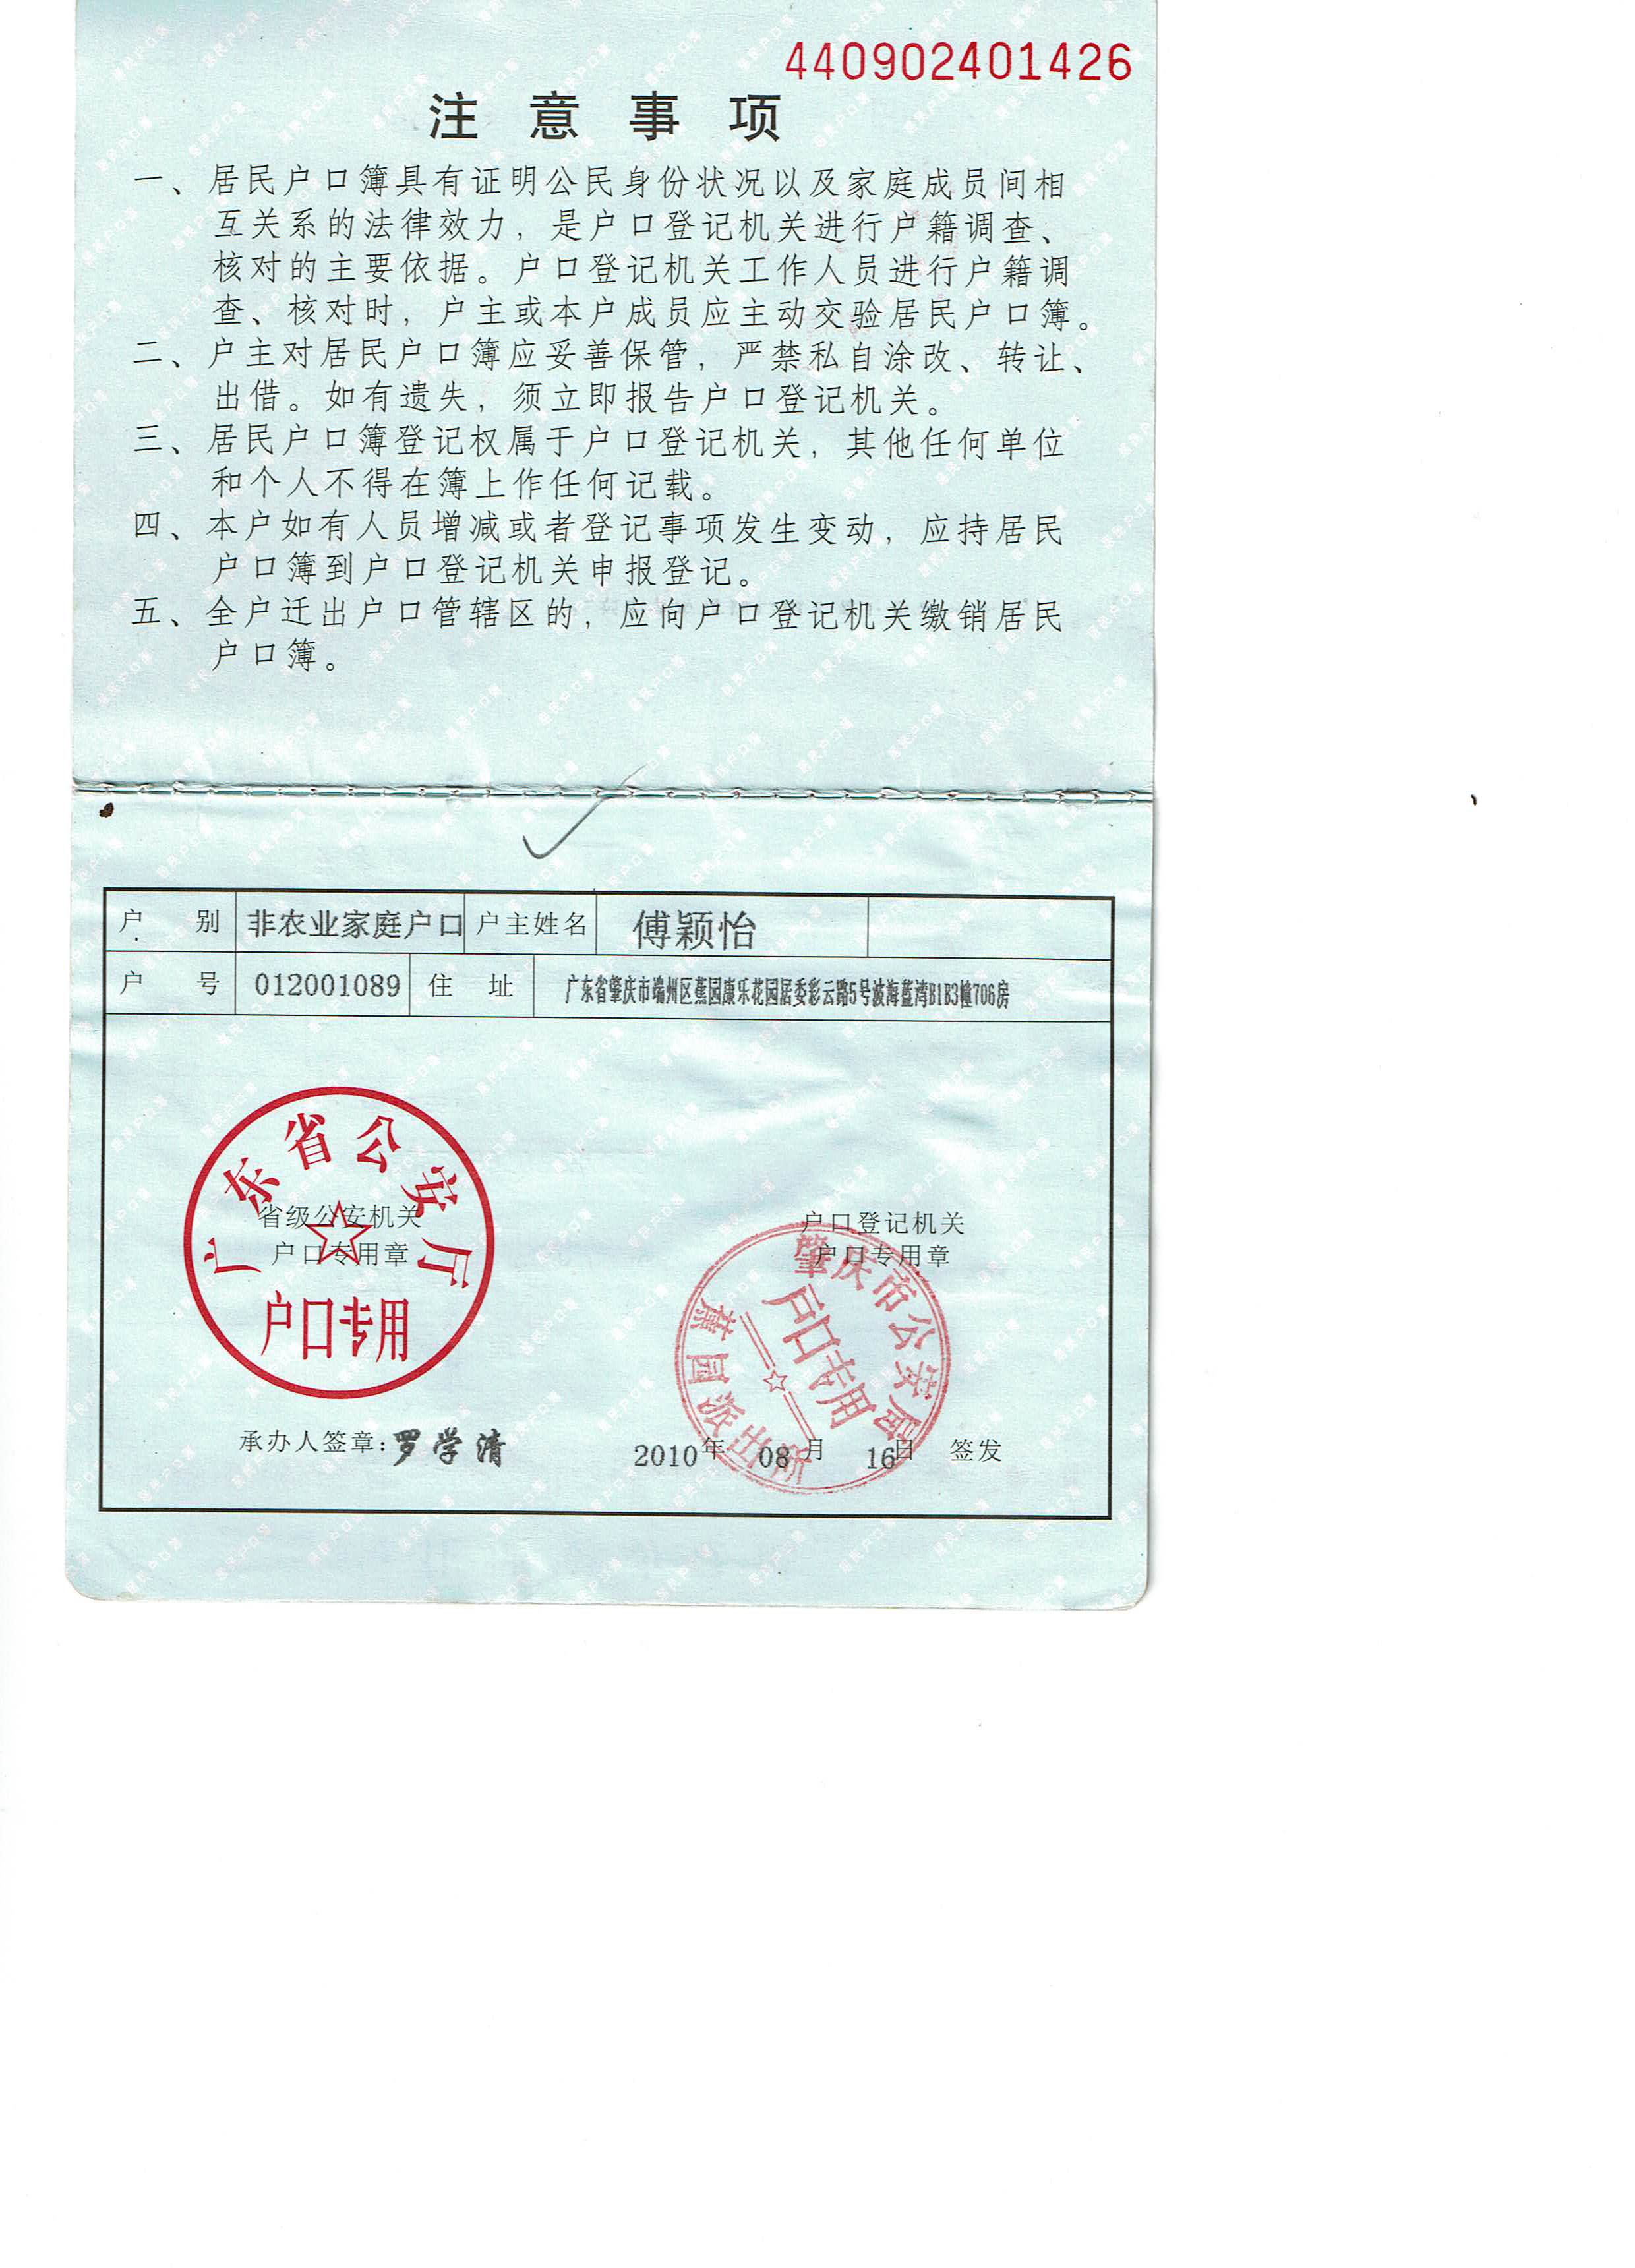 440902401426
注意事项
一、居民户口簿具有证明公民身份状况以及家庭成员间相
互关系的法律效力，是户口登记机关进行户籍调查、
核对的主要依据。户口登记机关工作人员进行户籍调
查、核对时，户主或本户成员应主动交验居民户口簿。
二、户主对居民户口簿应妥善保管，严禁私自涂改、转让、
出借。如有遗失，须立即报告户口登记机关。
三、居民户口簿登记权属于户口登记机关，其他任何单位
和个人不得在簿上作任何记载。
四、本户如有人员增减或者登记事项发生变动，应持居民
户口簿到户口登记机关申报登记。
五、全户迁出户口管辖区的，应向户口登记机关缴销居民
户口簿。
户 别 非农业家庭户口 户主姓名 傅颖怡
户 号 012001089 住 址 广东省肇庆市端州区蕉园康乐花园居委彩云路5号波海蓝湾B1B3幢706房
广东省公安厅
省级公安机关
户口专用章
户口专用
户口登记机关
户口专用章
肇庆市公安局
蕉园派出所
户口专用
承办人签章：罗学清
2010年 08月 16日 签发